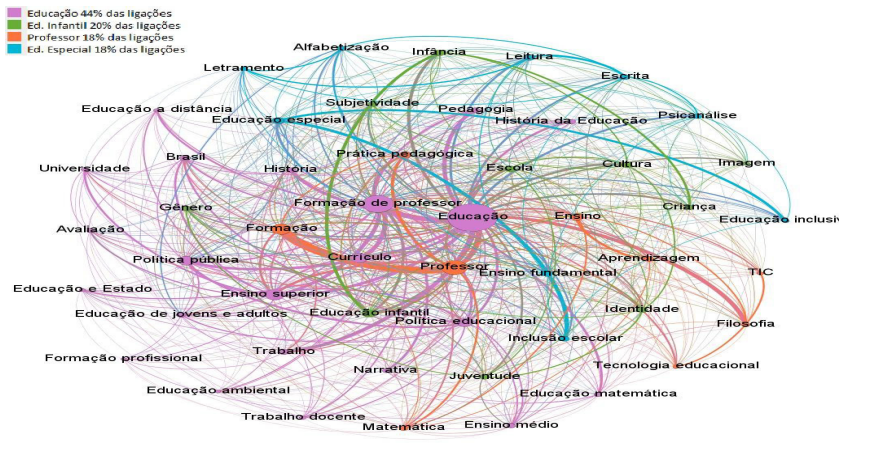 Educação 44% das ligações
Ed. Infantil 20% das ligações
Professor 18% das ligações
Ed. Especial 18% das ligações
Alfabetização
Infância
Leitura
Letramento
Escrita
Educação a distância
Subjetividade
Pedagogia
Educação especial
História da Educação
Psicanálise
Brasil
Prática pedagógica
Universidade
História
Escola
Cultura
Imagem
Gênero
Formação de professor
Criança
Educação
Ensino
Educação inclusiv
Avaliação
Formação
Política pública
Currículo
Professor
Aprendizagem
Ensino fundamental
TIC
Educação e Estado
Ensino superior
Educação de jovens e adultos
Educação infantil
Política educacional
Identidade
Filosofia
Inclusão escolar
Formação profissional
Trabalho
Narrativa
Juventude
Tecnologia educacional
Educação ambiental
Educação matemática
Trabalho docente
Matemática
Ensino médio